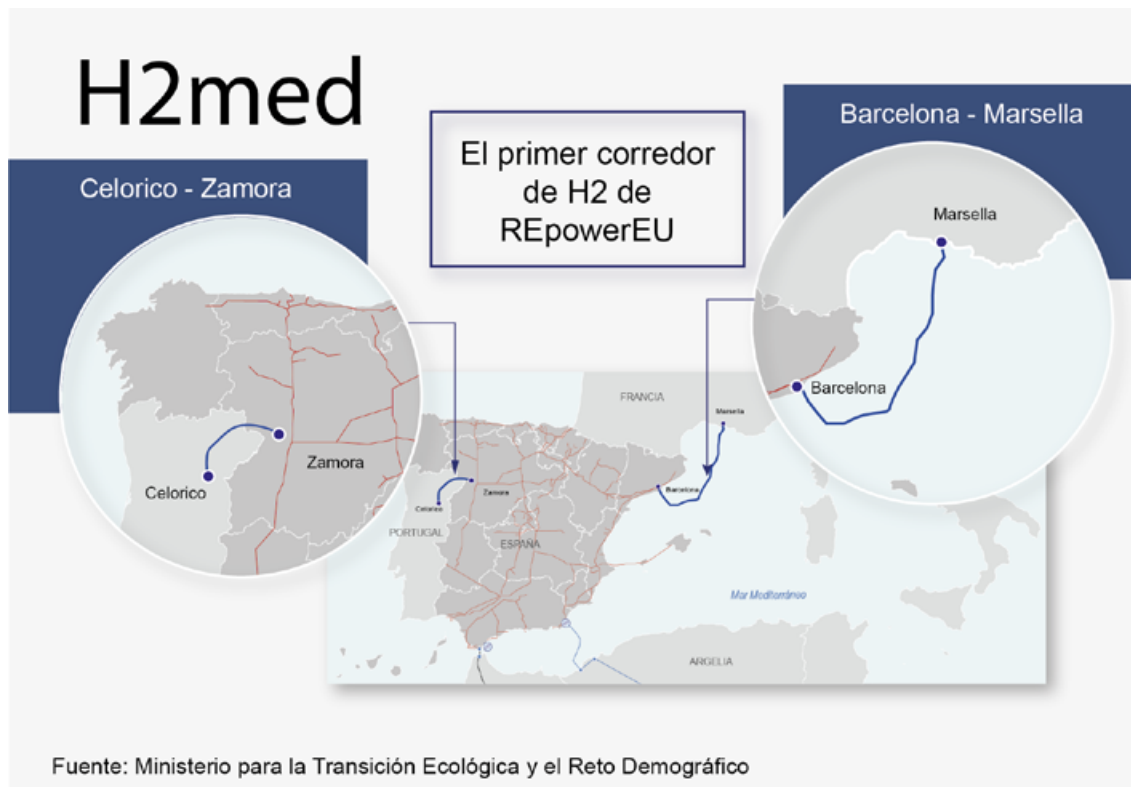 H2med
Celorico - Zamora
El primer corredor
de H2 de
REpowerEU
Barcelona - Marsella
Zamora
Celorico
Marsella
Barcelona
FRANCIA
Marsella
Barcelona
Zamora
Celorico
PORTUGAL
ESPAÑA
Mar Mediterráneo
ARGELIA
Fuente: Ministerio para la Transición Ecológica y el Reto Demográfico